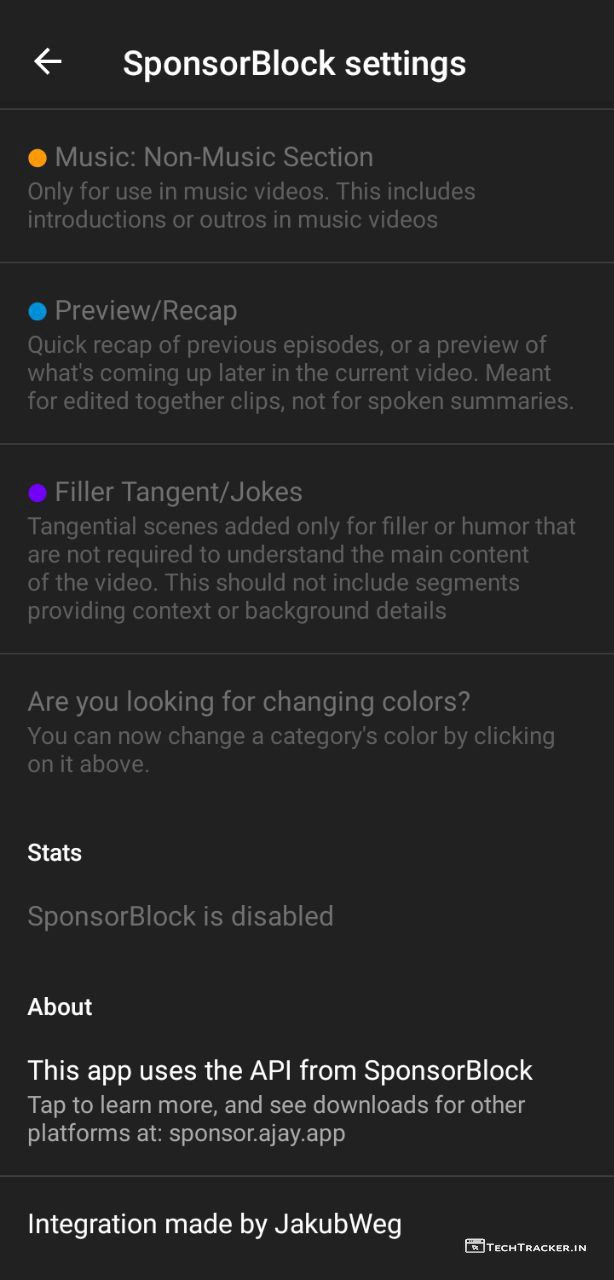 SponsorBlock settings
Music: Non-Music Section
Only for use in music videos. This includes
introductions or outros in music videos
Preview/Recap
Quick recap of previous episodes, or a preview of
what's coming up later in the current video. Meant
for edited together clips, not for spoken summaries.
Filler Tangent/Jokes
Tangential scenes added only for filler or humor that
are not required to understand the main content
of the video. This should not include segments
providing context or background details
Are you looking for changing colors?
You can now change a category's color by clicking
on it above.
Stats
SponsorBlock is disabled
About
This app uses the API from SponsorBlock
Tap to learn more, and see downloads for other
platforms at: sponsor.ajay.app
Integration made by JakubWeg
TECHTRACKER.IN